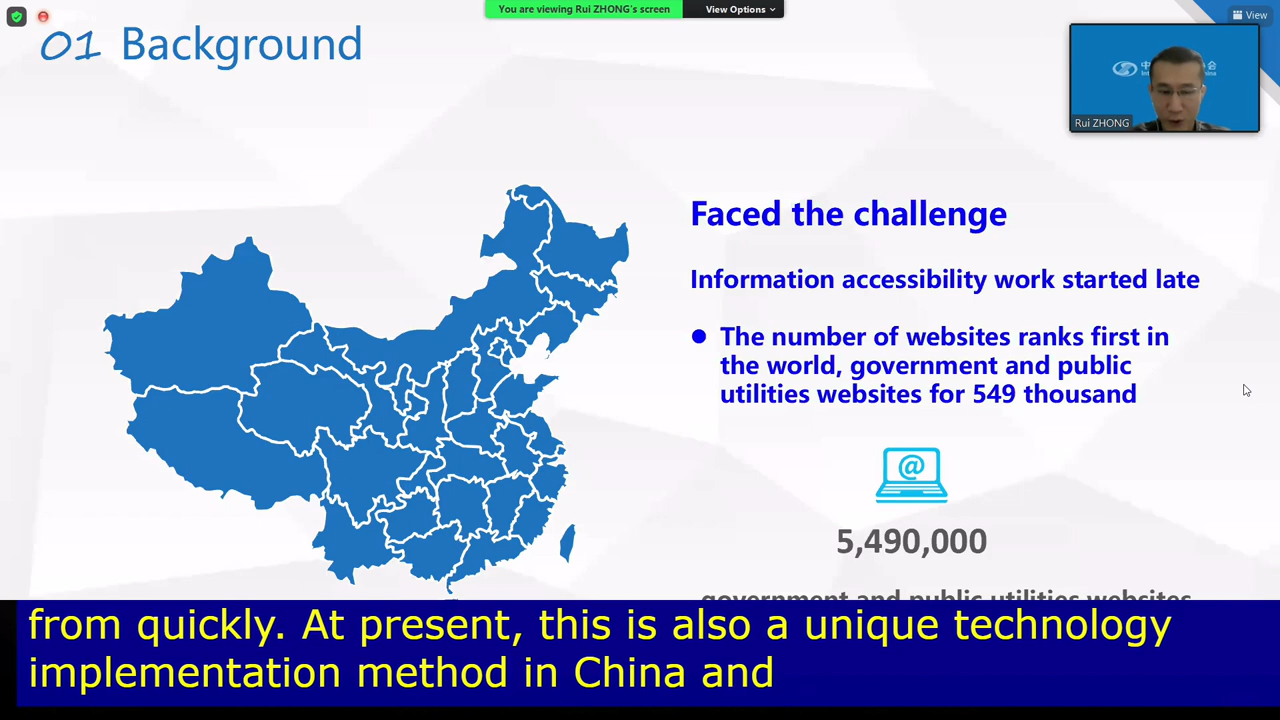 You are viewing Rui ZHONG's screen
View Options
View
01 Background
Rui ZHONG
Faced the challenge
Information accessibility work started late
The number of websites ranks first in
the world, government and public
utilities websites for 549 thousand
@
5,490,000
government and public utilities websites
from quickly. At present, this is also a unique technology
implementation method in China and